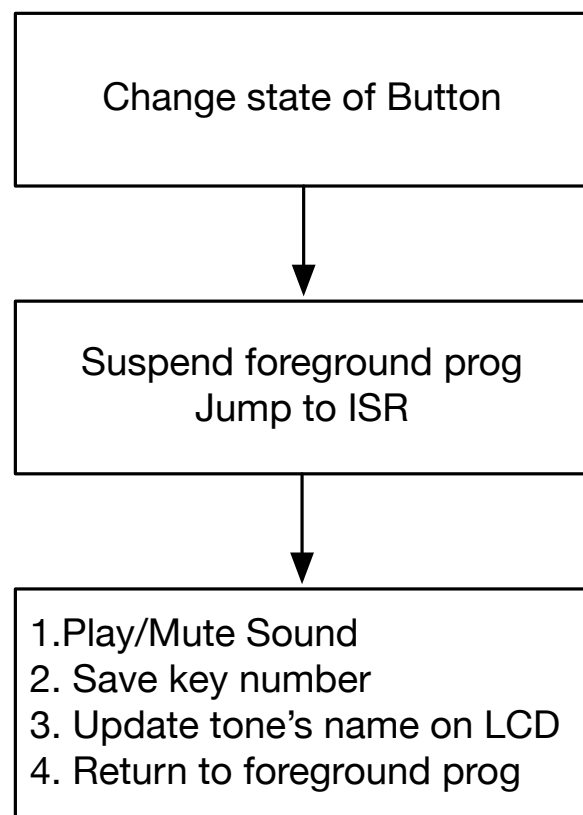 Change state of Button
Suspend foreground prog
Jump to ISR
1.Play/Mute Sound
2. Save key number
3. Update tone’s name on LCD
4. Return to foreground prog